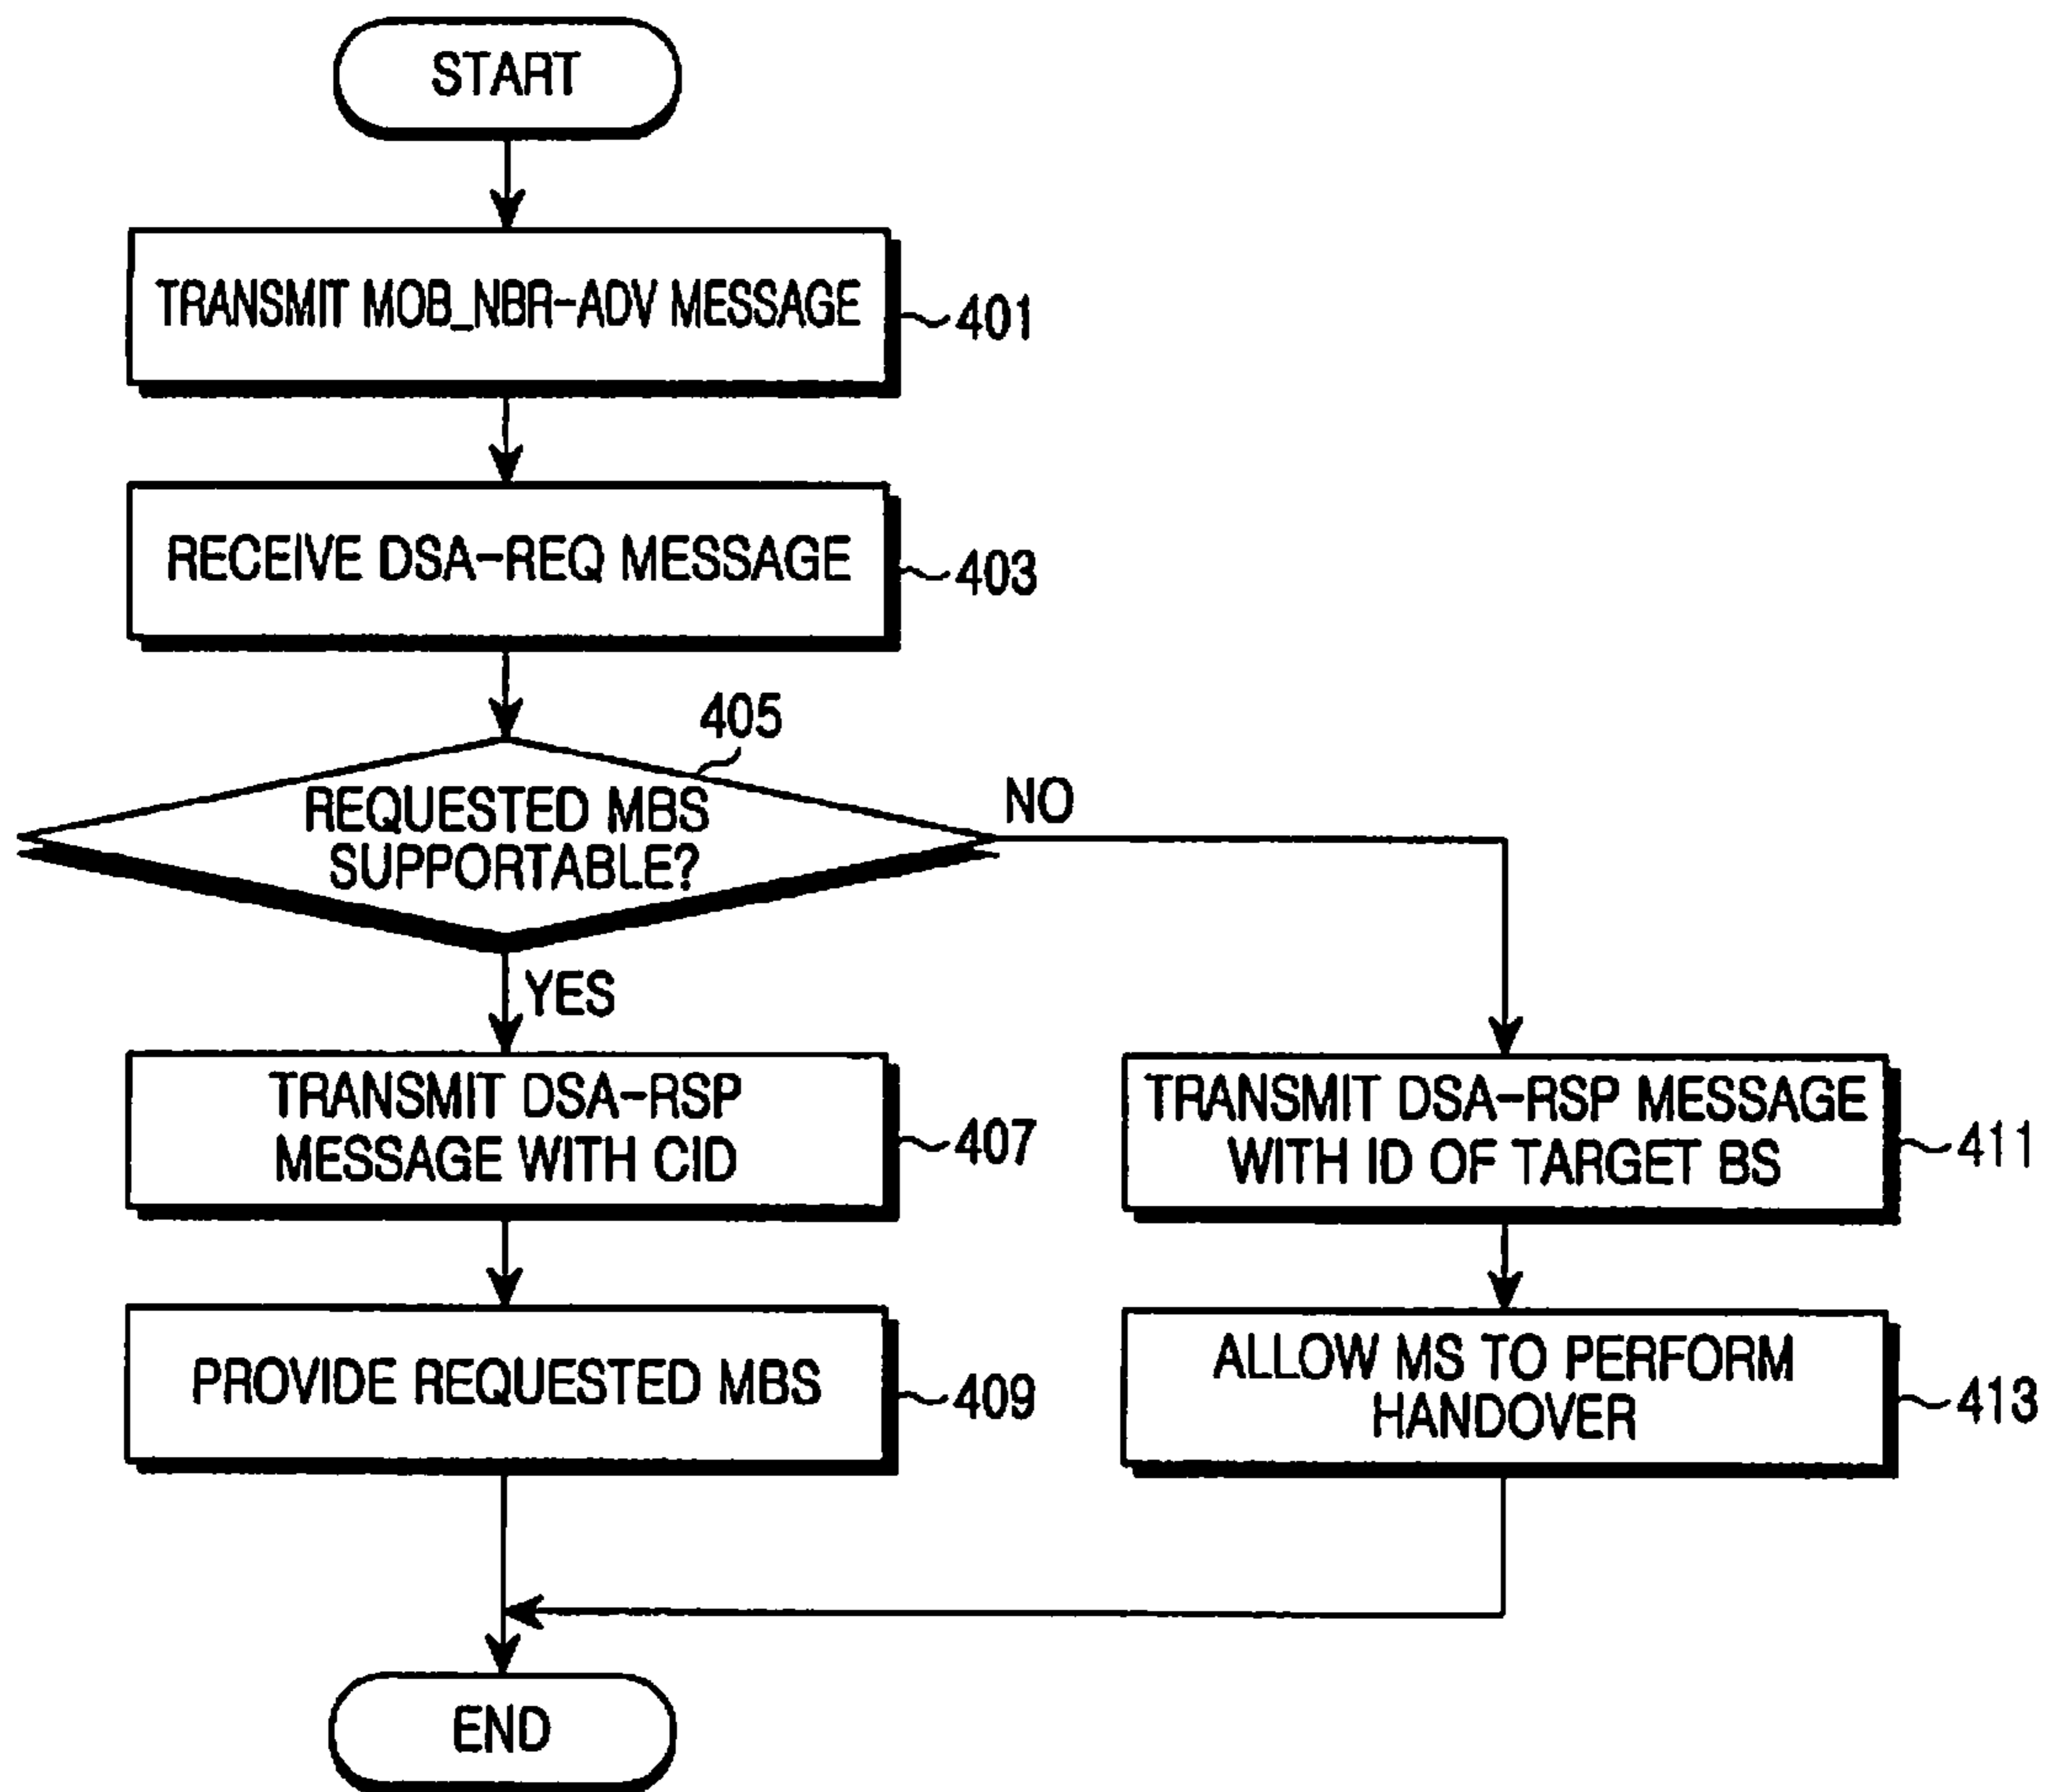 START
TRANSMIT MOB_NBR-ADV MESSAGE
401
RECEIVE DSA-REQ MESSAGE
403
405
REQUESTED MBS
SUPPORTABLE?
NO
YES
TRANSMIT DSA-RSP
MESSAGE WITH CID
407
TRANSMIT DSA-RSP MESSAGE
WITH ID OF TARGET BS
411
PROVIDE REQUESTED MBS
409
ALLOW MS TO PERFORM
HANDOVER
413
END